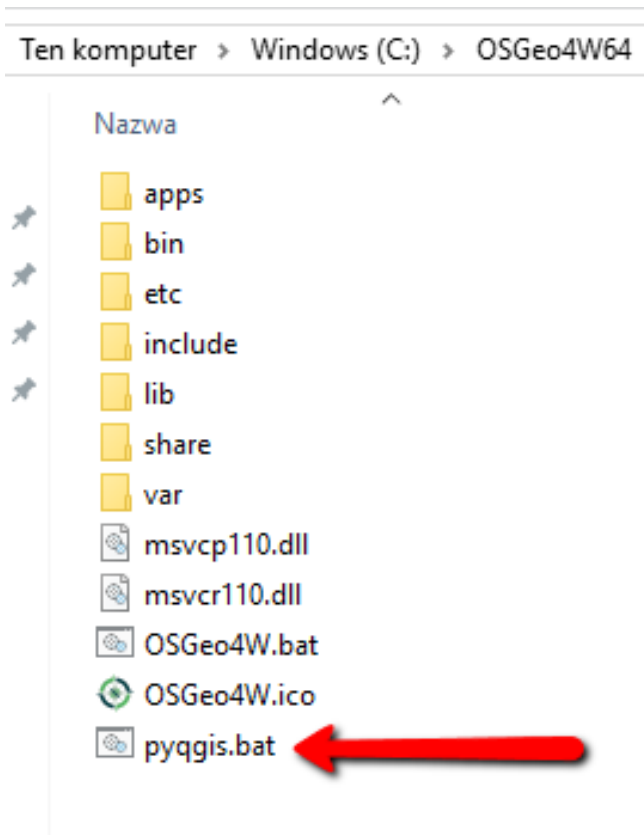 Ten komputer > Windows (C:) > OSGeo4W64
Nazwa
apps
bin
etc
include
lib
share
var
msvcp110.dll
msvcr110.dll
OSGeo4W.bat
OSGeo4W.ico
pyqgis.bat